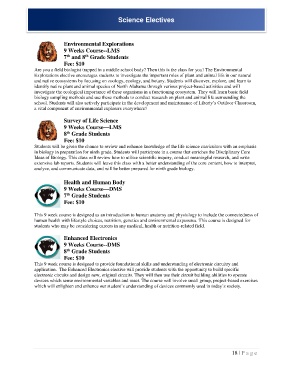 Science Electives
Environmental Explorations
9 Weeks Course--LMS
7th and 8th Grade Students
Fee: $10
Are you a field biologist trapped in a middle school body? Then this is the class for you! The Environmental
Explorations elective encourages students to investigate the important roles of plant and animal life in our natural
and native ecosystems by focusing on ecology, zoology, and botany. Students will discover, explore, and learn to
identify native plant and animal species of North Alabama through various project-based activities and will
investigate the ecological importance of these organisms in a functioning ecosystem. They will learn basic field
biology sampling methods and use these methods to conduct research on plant and animal life surrounding the
school. Students will also actively participate in the development and maintenance of Liberty's Outdoor Classroom,
a real component of environmental exposure everywhere!
Survey of Life Science
9 Weeks Course—LMS
8th Grade Students
Fee: $10
Students will be given the chance to review and enhance knowledge of the life science curriculum with an emphasis
in biology in preparation for ninth grade. Students will participate in a course that enriches the Disciplinary Core
Ideas of Biology. This class will review how to utilize scientific inquiry, conduct meaningful research, and write
extensive lab reports. Students will leave this class with a better understanding of the core content, how to interpret,
analyze, and communicate data, and will be better prepared for ninth grade biology.
Health and Human Body
9 Weeks Course—DMS
7th Grade Students
Fee: $10
This 9 week course is designed as an introduction to human anatomy and physiology to include the connectedness of
human health with lifestyle choices, nutrition, genetics and environmental exposures. This course is designed for
students who may be considering careers in any medical, health or nutrition-related field.
Enhanced Electronics
9 Weeks Course--DMS
8th Grade Students
Fee: $10
This 9 week course is designed to provide foundational skills and understanding of electronic circuitry and
application. The Enhanced Electronics elective will provide students with the opportunity to build specific
electronic circuits and design new, original circuits. They will then use their circuit building abilities to operate
devices which sense environmental variables and react. The course will involve small group, project-based exercises
which will enlighten and enhance our student's understanding of devices commonly used in today's society.
18 | Page